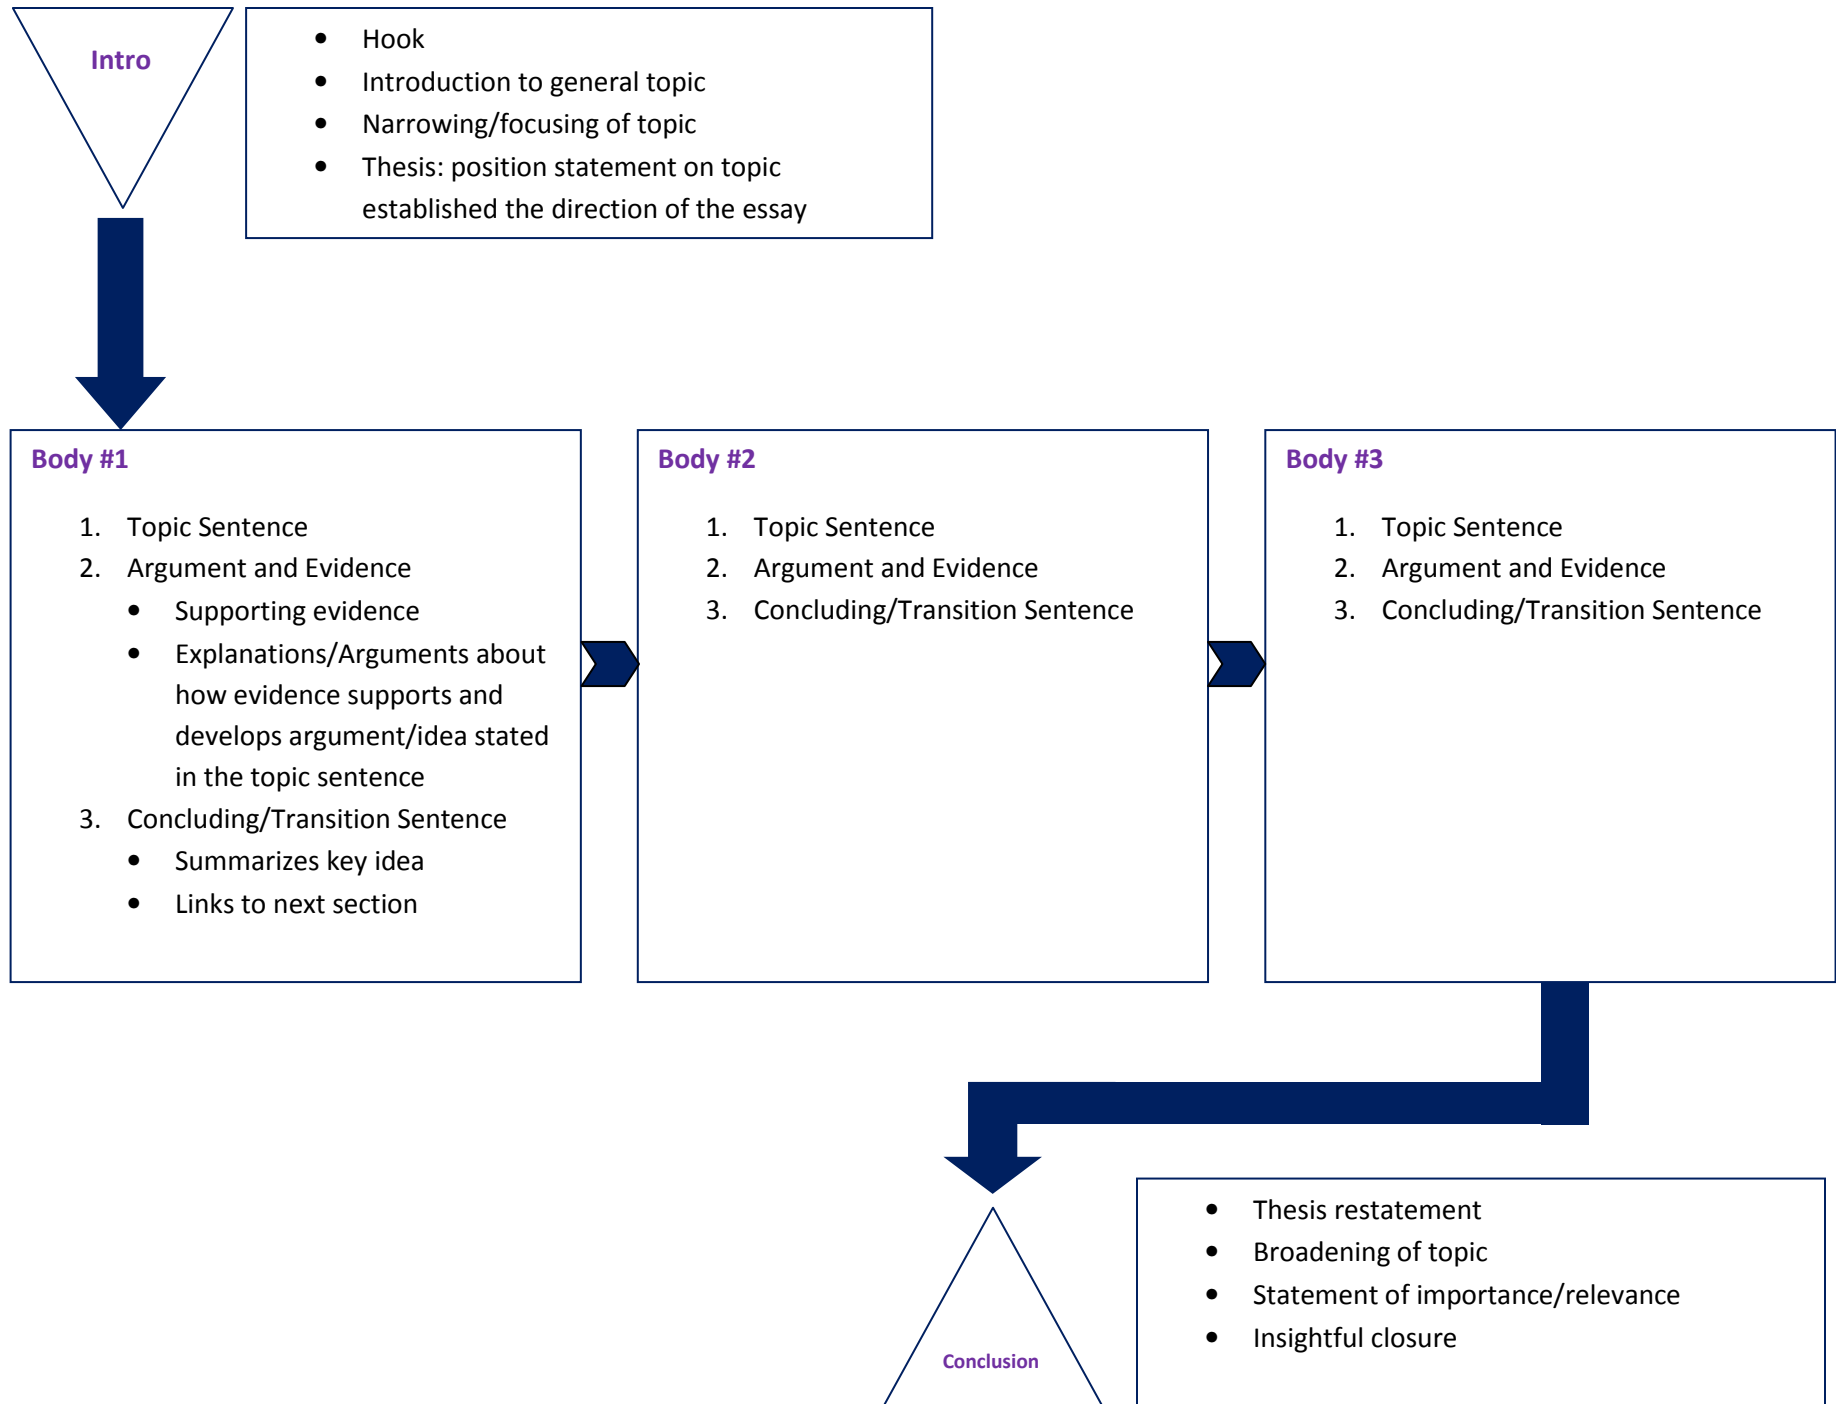 Intro
• Hook
• Introduction to general topic
• Narrowing/focusing of topic
• Thesis: position statement on topic
established the direction of the essay
Body #1
1. Topic Sentence
2. Argument and Evidence
• Supporting evidence
• Explanations/Arguments about
how evidence supports and
develops argument/idea stated
in the topic sentence
3. Concluding/Transition Sentence
• Summarizes key idea
• Links to next section
Body #2
1. Topic Sentence
2. Argument and Evidence
3. Concluding/Transition Sentence
Body #3
1. Topic Sentence
2. Argument and Evidence
3. Concluding/Transition Sentence
Conclusion
• Thesis restatement
• Broadening of topic
• Statement of importance/relevance
• Insightful closure